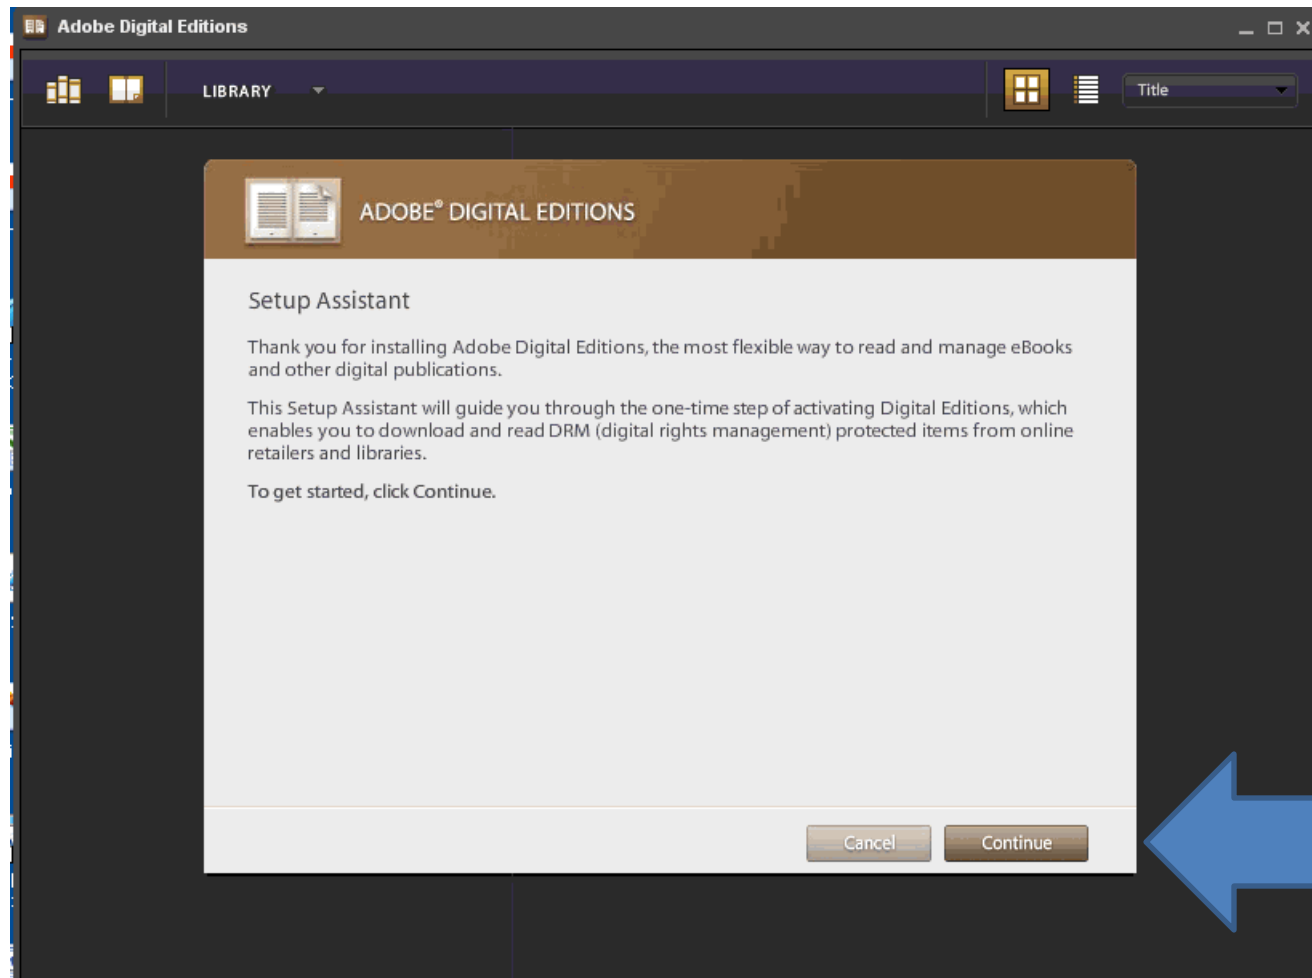 Adobe Digital Editions
LIBRARY
Title
ADOBE® DIGITAL EDITIONS
Setup Assistant
Thank you for installing Adobe Digital Editions, the most flexible way to read and manage eBooks
and other digital publications.
This Setup Assistant will guide you through the one-time step of activating Digital Editions, which
enables you to download and read DRM (digital rights management) protected items from online
retailers and libraries.
To get started, click Continue.
Cancel
Continue